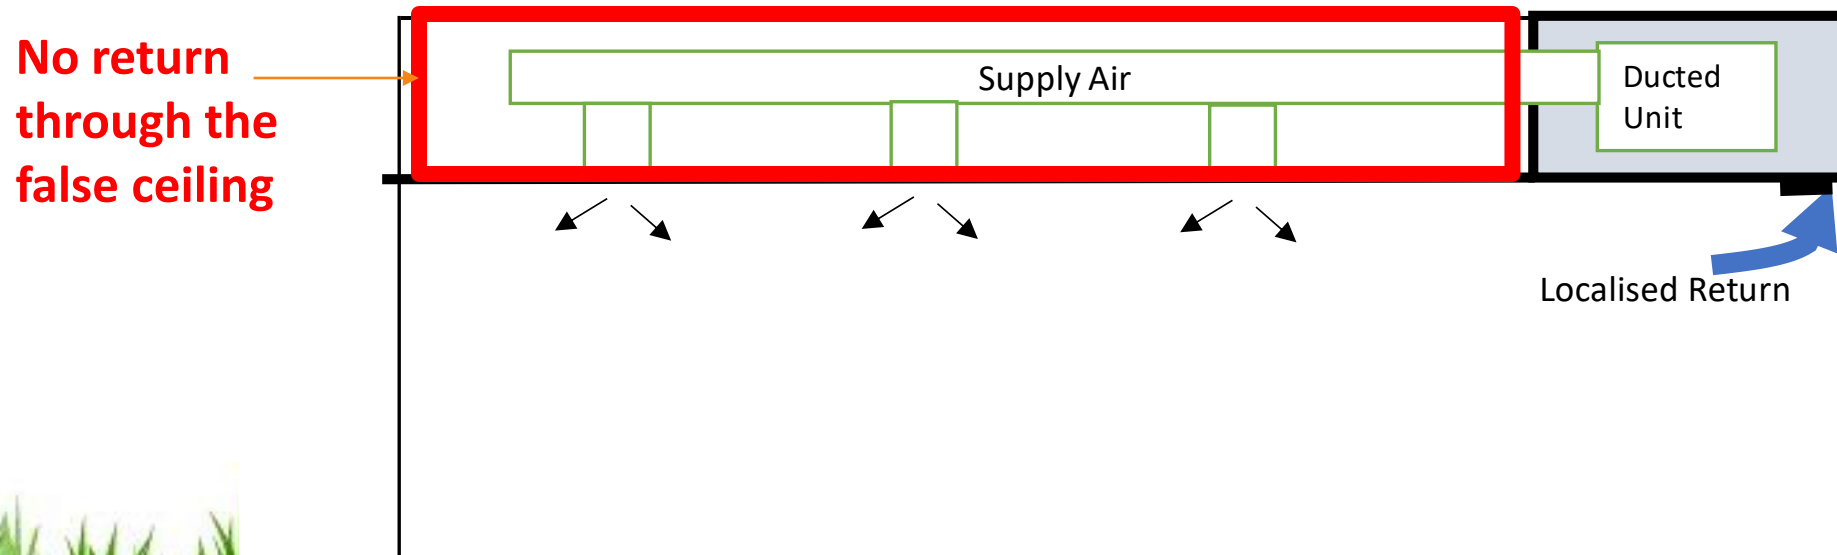 No return
through the
false ceiling
Supply Air
Ducted
Unit
Localised Return